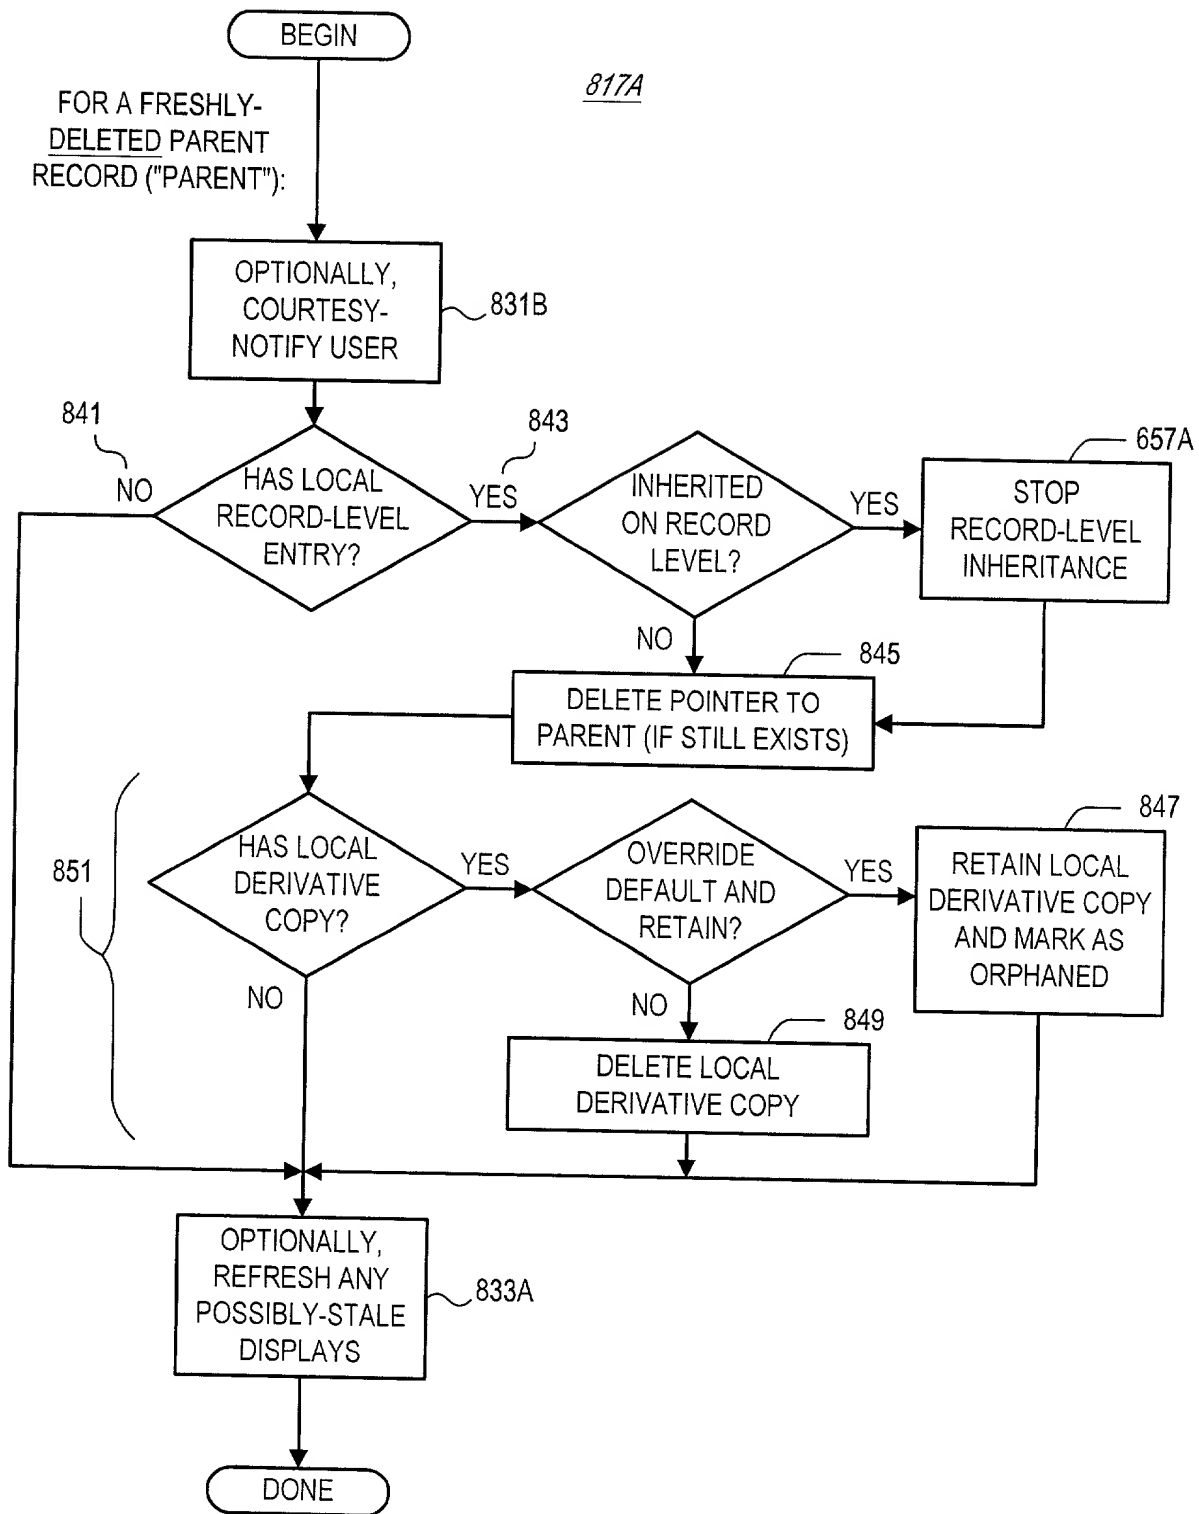 BEGIN
817A
FOR A FRESHLY-
DELETED PARENT
RECORD ("PARENT"):
OPTIONALLY,
COURTESY-
NOTIFY USER
831B
841
NO
HAS LOCAL
RECORD-LEVEL
ENTRY?
843
YES
INHERITED
ON RECORD
LEVEL?
YES
657A
STOP
RECORD-LEVEL
INHERITANCE
NO
845
DELETE POINTER TO
PARENT (IF STILL EXISTS)
851
HAS LOCAL
DERIVATIVE
COPY?
YES
OVERRIDE
DEFAULT AND
RETAIN?
YES
847
RETAIN LOCAL
DERIVATIVE COPY
AND MARK AS
ORPHANED
NO
NO
849
DELETE LOCAL
DERIVATIVE COPY
OPTIONALLY,
REFRESH ANY
POSSIBLY-STALE
DISPLAYS
833A
DONE